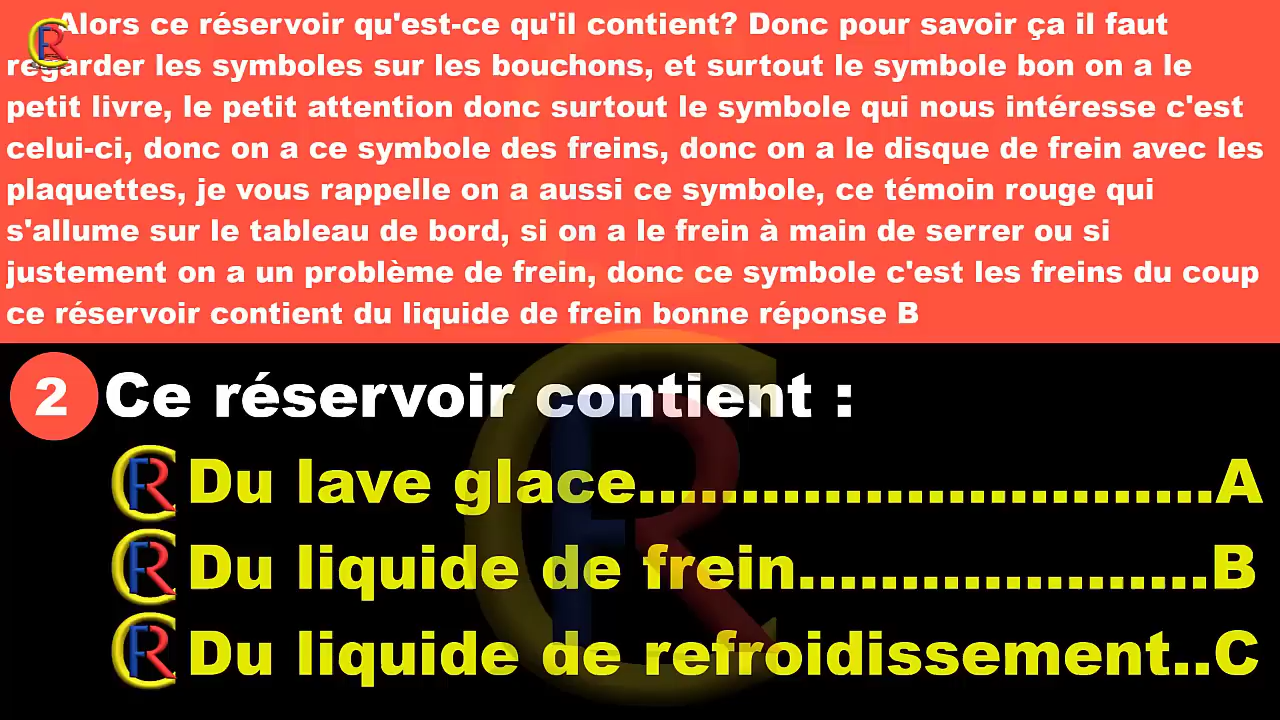 Alors ce réservoir qu'est-ce qu'il contient? Donc pour savoir ça il faut
regarder les symboles sur les bouchons, et surtout le symbole bon on a le
petit livre, le petit attention donc surtout le symbole qui nous intéresse c'est
celui-ci, donc on a ce symbole des freins, donc on a le disque de frein avec les
plaquettes, je vous rappelle on a aussi ce symbole, ce témoin rouge qui
s'allume sur le tableau de bord, si on a le frein à main de serrer ou si
justement on a un problème de frein, donc ce symbole c'est les freins du coup
ce réservoir contient du liquide de frein bonne réponse B
2 Ce réservoir contient :
Du lave glace............................A
Du liquide de frein....................B
Du liquide de refroidissement..C